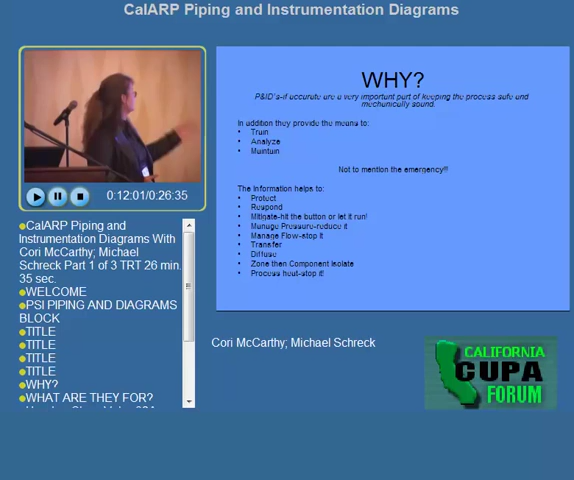 CalARP Piping and Instrumentation Diagrams
0:12:01/0:26:35
CalARP Piping and
Instrumentation Diagrams With
Cori McCarthy; Michael
Schreck Part 1 of 3 TRT 26 min.
35 sec.
WELCOME
PSI PIPING AND DIAGRAMS
BLOCK
TITLE
TITLE
TITLE
TITLE
WHY?
WHAT ARE THEY FOR?
WHY?
P&ID's-if accurate are a very important part of keeping the process safe and
mechanically sound.
In addition they provide the means to:
• Train
• Analyze
• Maintain
Not to mention the emergency!!!
The information helps to:
• Protect
• Respond
• Mitigate-hit the button or let it run!
• Manage Pressure-reduce it
• Manage Flow-stop it
• Transfer
• Diffuse
• Zone then Component Isolate
• Process heat-stop it!
Cori McCarthy; Michael Schreck
CALIFORNIA
CUPA
FORUM